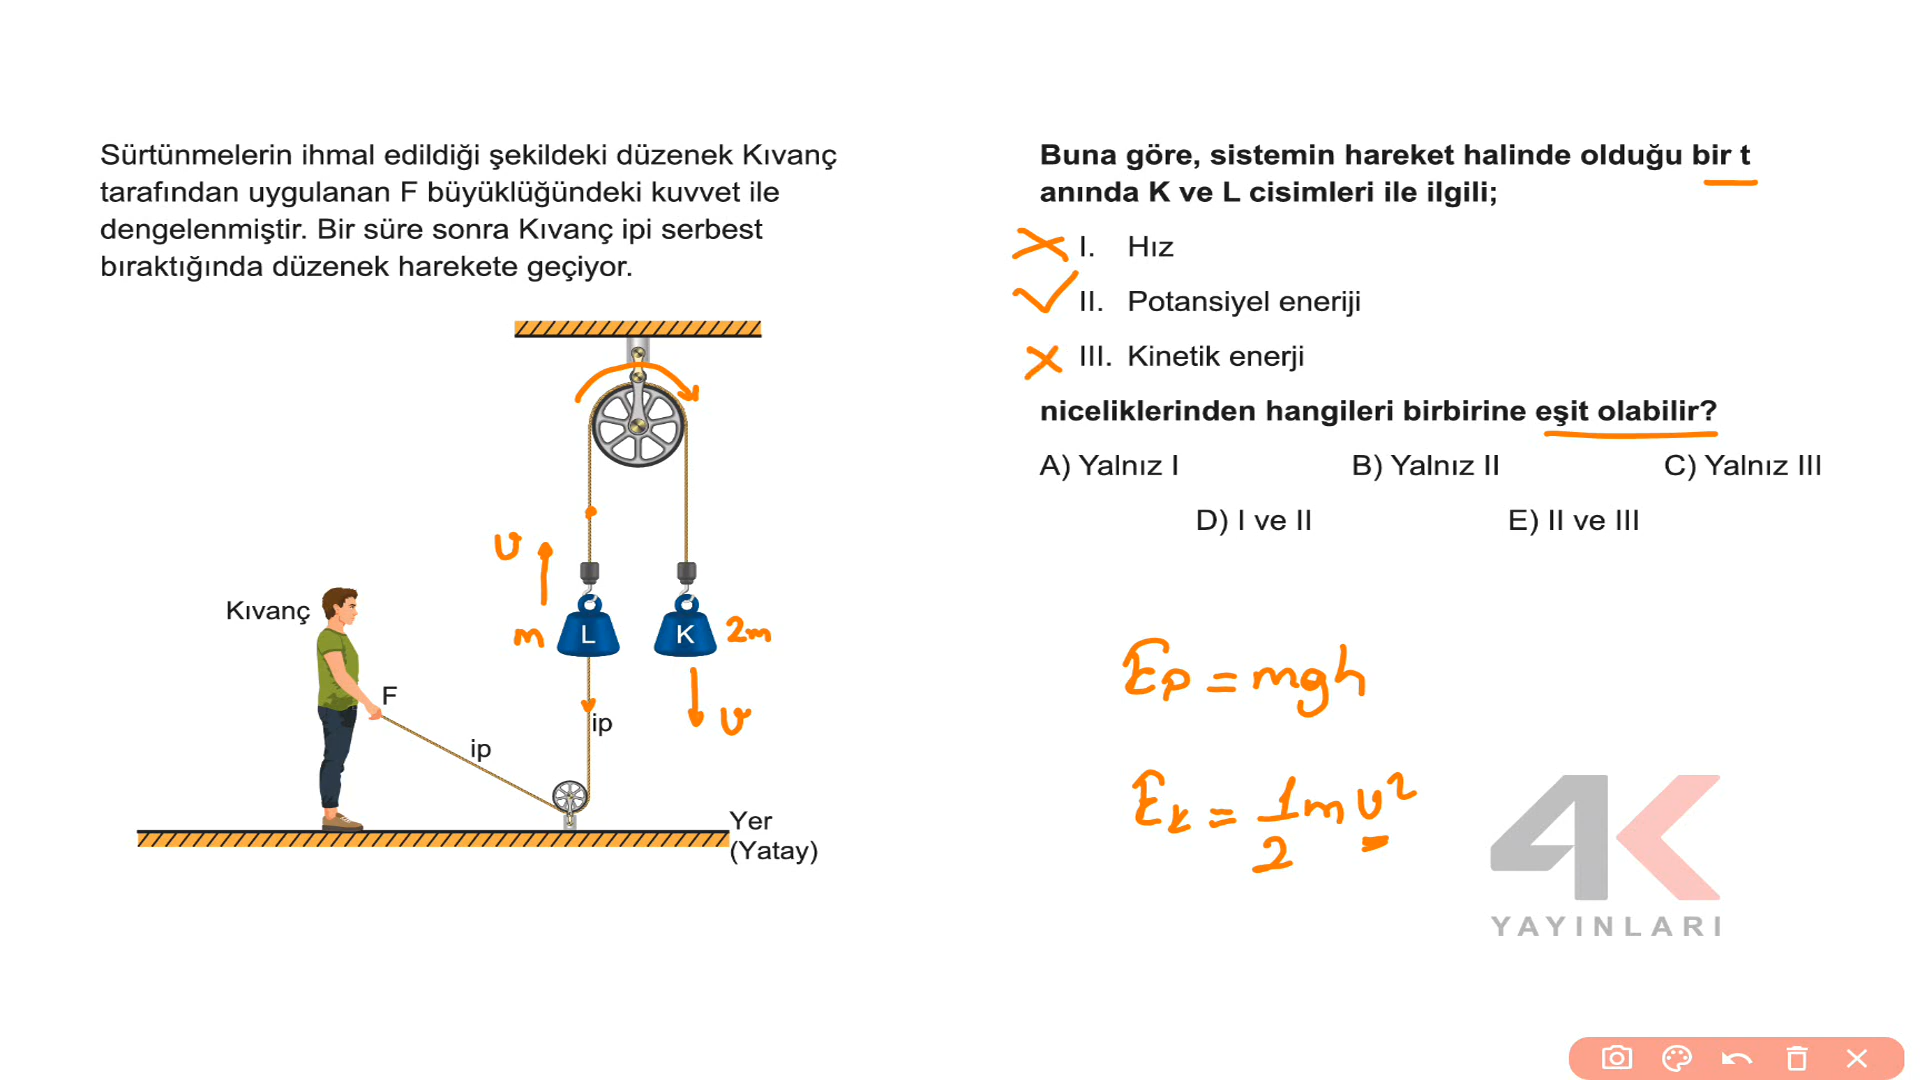 Sürtünmelerin ihmal edildiği şekildeki düzenek Kıvanç
tarafından uygulanan F büyüklüğündeki kuvvet ile
dengelenmiştir. Bir süre sonra Kıvanç ipi serbest
bıraktığında düzenek harekete geçiyor.
Kıvanç
F
ip
ip
L
K
m
2m
υ
υ
Yer
(Yatay)
Buna göre, sistemin hareket halinde olduğu bir t
anında K ve L cisimleri ile ilgili;
I. Hız
II. Potansiyel eneriji
III. Kinetik enerji
niceliklerinden hangileri birbirine eşit olabilir?
A) Yalnız I B) Yalnız II C) Yalnız III
D) I ve II E) II ve III
Ep = mgh
Ek = 1/2 m υ²
4K
YAYINLARI